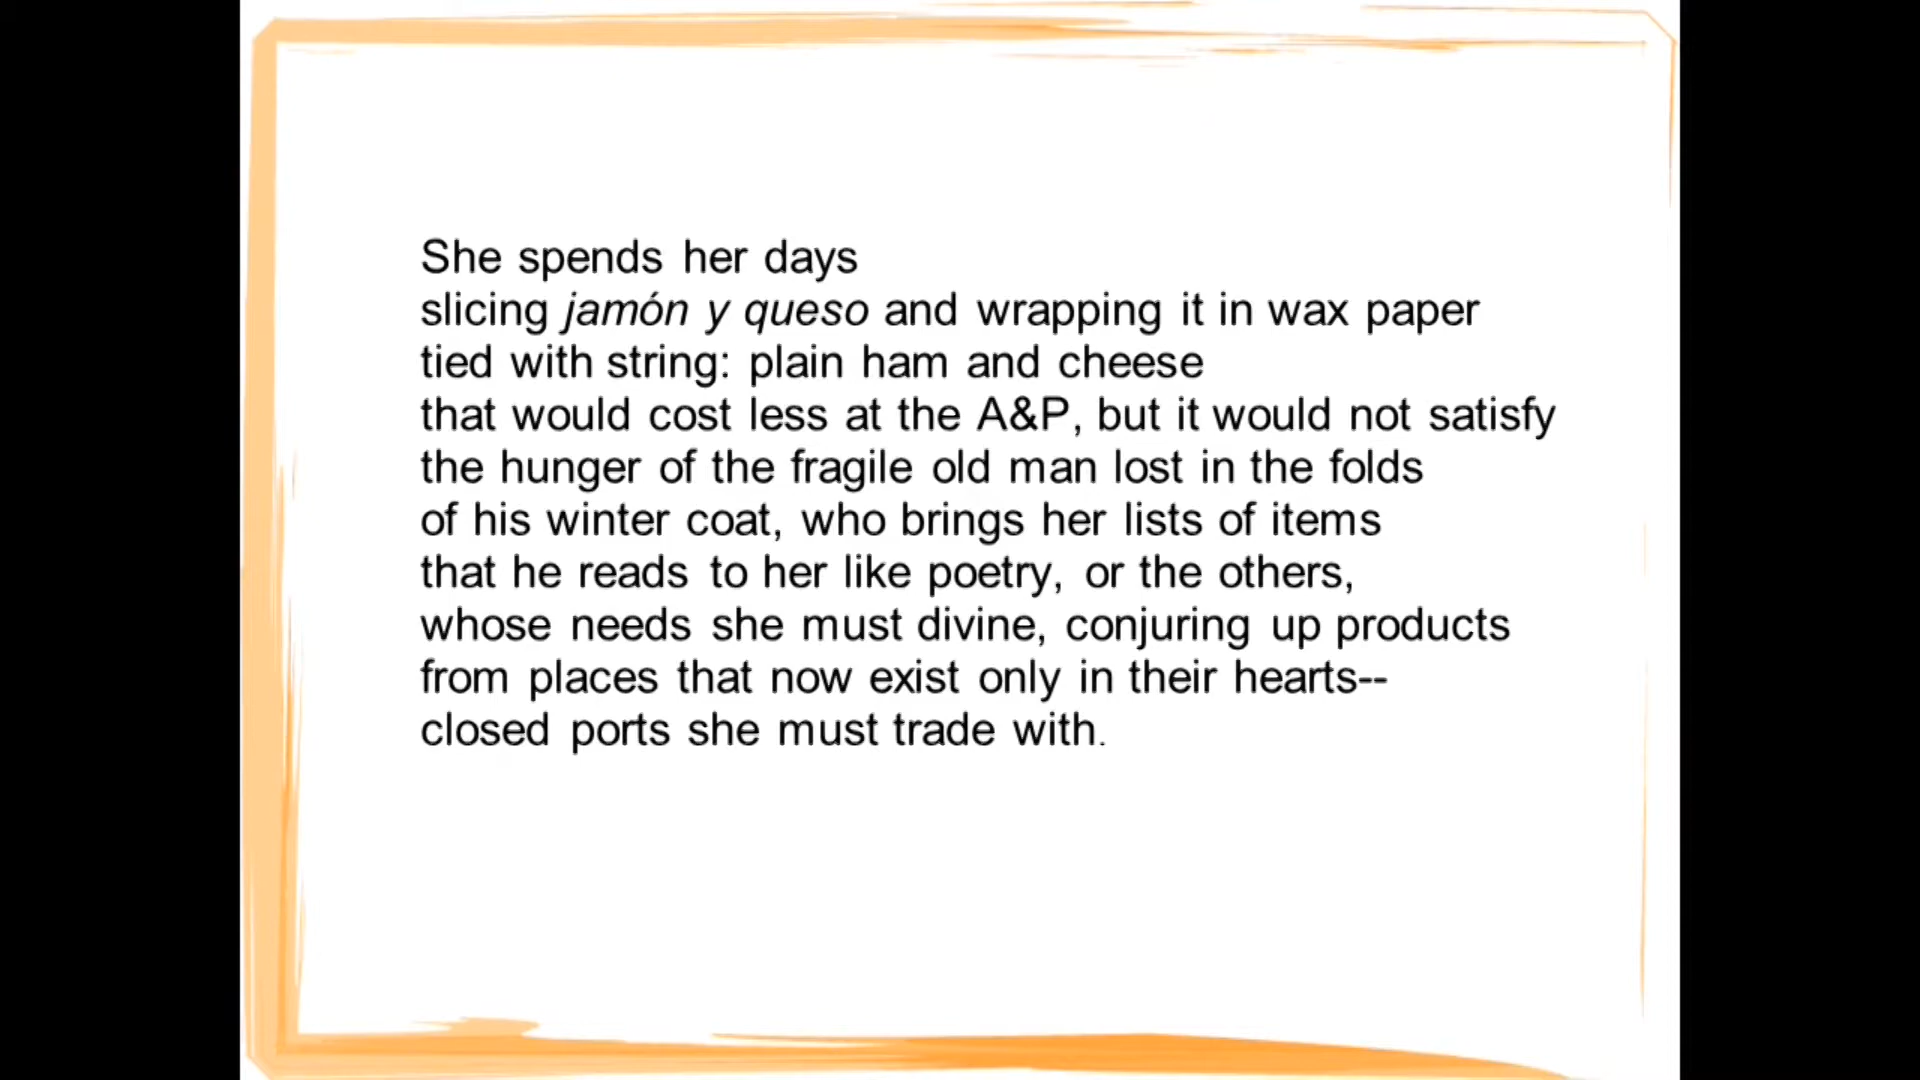 She spends her days
slicing jamón y queso and wrapping it in wax paper
tied with string: plain ham and cheese
that would cost less at the A&P, but it would not satisfy
the hunger of the fragile old man lost in the folds
of his winter coat, who brings her lists of items
that he reads to her like poetry, or the others,
whose needs she must divine, conjuring up products
from places that now exist only in their hearts--
closed ports she must trade with.